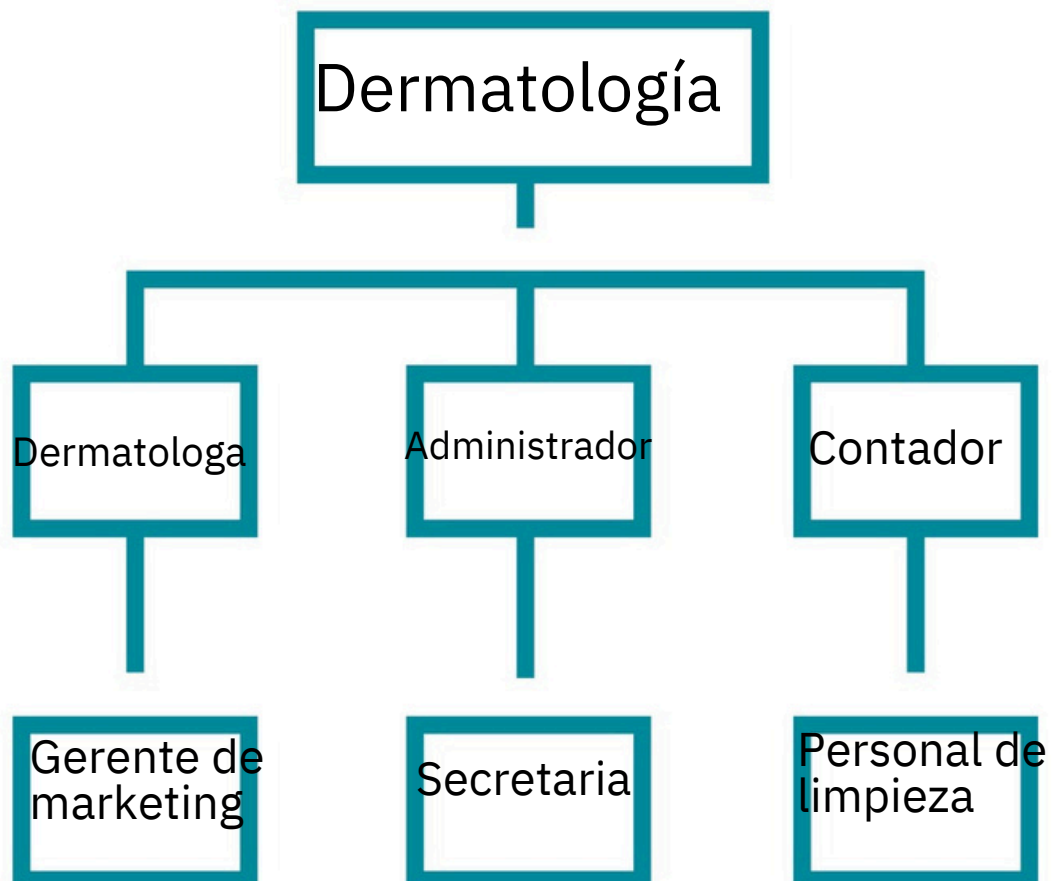 Dermatología
Dermatologa
Administrador
Contador
Gerente de
marketing
Secretaria
Personal de
limpieza